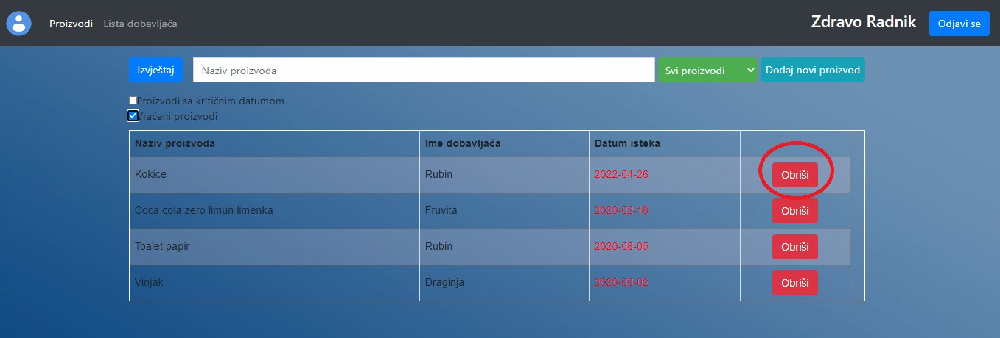 Proizvodi Lista dobavljača Zdravo Radnik Odjavi se
Izvještaj Naziv proizvoda Svi proizvodi Dodaj novi proizvod
Proizvodi sa kritičnim datumom
Vraćeni proizvodi
Naziv proizvoda Ime dobavljača Datum isteka
Kokice Rubin 2022-04-26 Obriši
Coca cola zero limun limenka Fruvita 2020-02-18 Obriši
Toalet papir Rubin 2020-08-05 Obriši
Vinjak Draginja 2020-09-02 Obriši